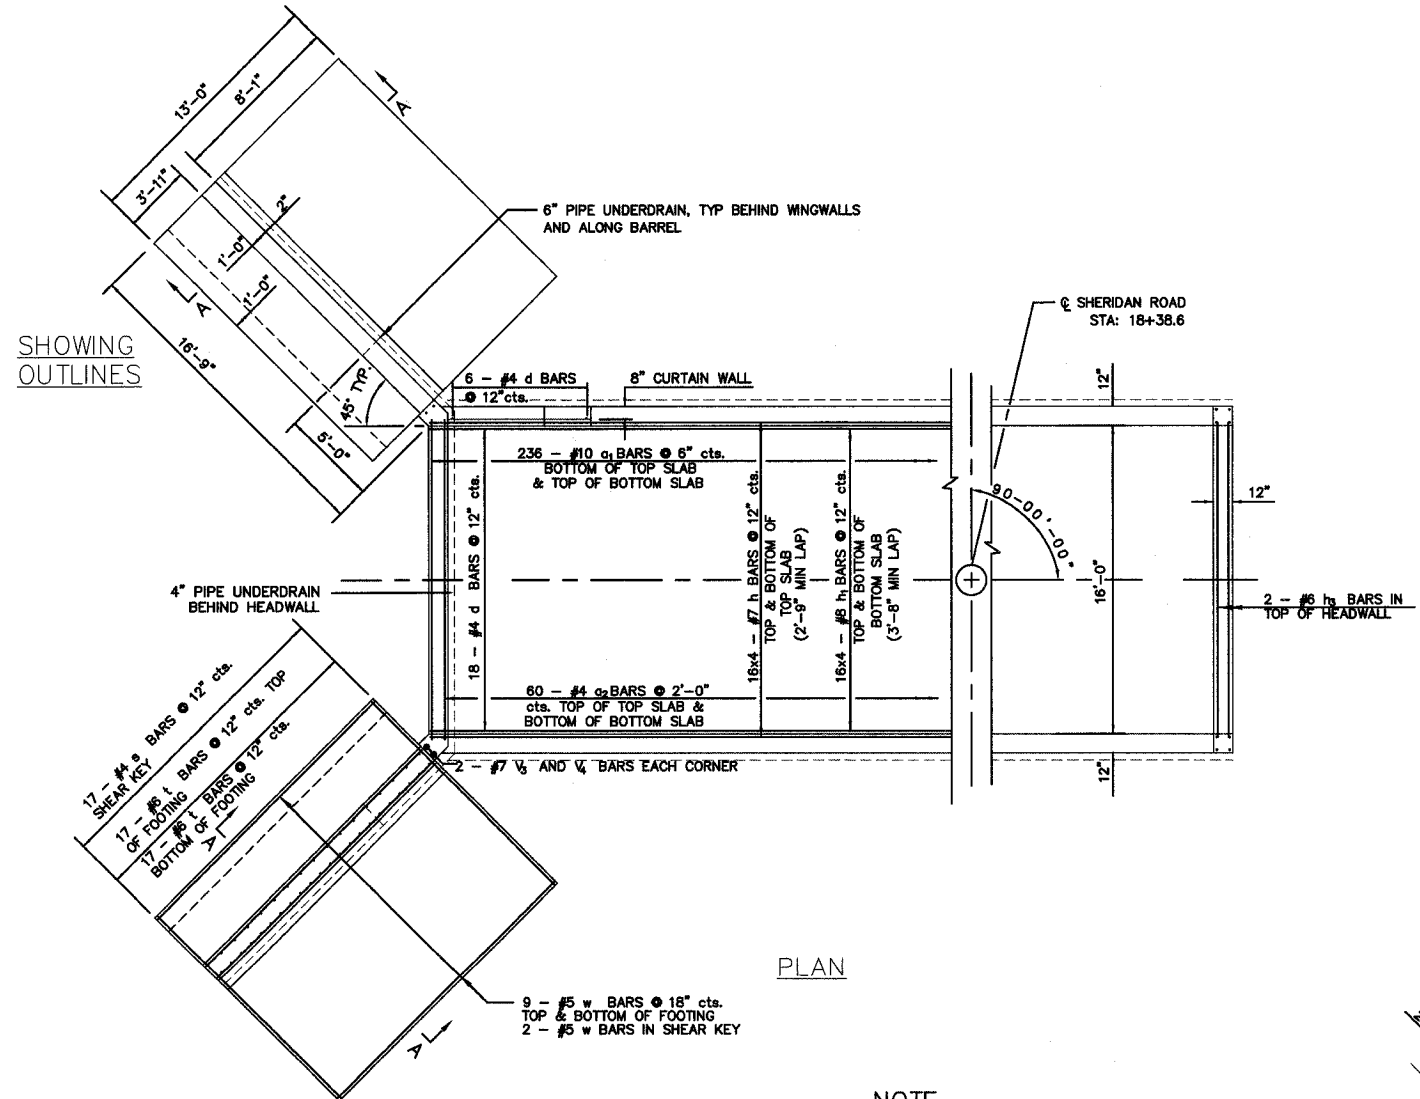 13'-0"
8'-1"
3'-11"
A
2"
1'-0"
1'-0"
A
16'-9"
45° TYP.
5'-0"
SHOWING
OUTLINES
6" PIPE UNDERDRAIN, TYP BEHIND WINGWALLS
AND ALONG BARREL
℄ SHERIDAN ROAD
STA: 18+38.6
6 - #4 d BARS
@ 12"cts.
8" CURTAIN WALL
12"
236 - #10 a₁ BARS @ 6" cts.
BOTTOM OF TOP SLAB
& TOP OF BOTTOM SLAB
18 - #4 d BARS @ 12" cts.
16x4 - #7 h BARS @ 12" cts.
TOP & BOTTOM OF
TOP SLAB
(2'-9" MIN LAP)
16x4 - #8 h₁ BARS @ 12" cts.
TOP & BOTTOM OF
BOTTOM SLAB
(3'-8" MIN LAP)
90-00'-00"
12"
16'-0"
4" PIPE UNDERDRAIN
BEHIND HEADWALL
2 - #6 h₃ BARS IN
TOP OF HEADWALL
60 - #4 a₂ BARS @ 2'-0"
cts. TOP OF TOP SLAB &
BOTTOM OF BOTTOM SLAB
2 - #7 V₃ AND V₄ BARS EACH CORNER
12"
17 - #4 s BARS @ 12" cts.
SHEAR KEY
17 - #6 t BARS @ 12" cts. TOP
OF FOOTING
17 - #6 t BARS @ 12" cts.
BOTTOM OF FOOTING
A
PLAN
9 - #5 w BARS @ 18" cts.
TOP & BOTTOM OF FOOTING
2 - #5 w BARS IN SHEAR KEY
A
NOTE